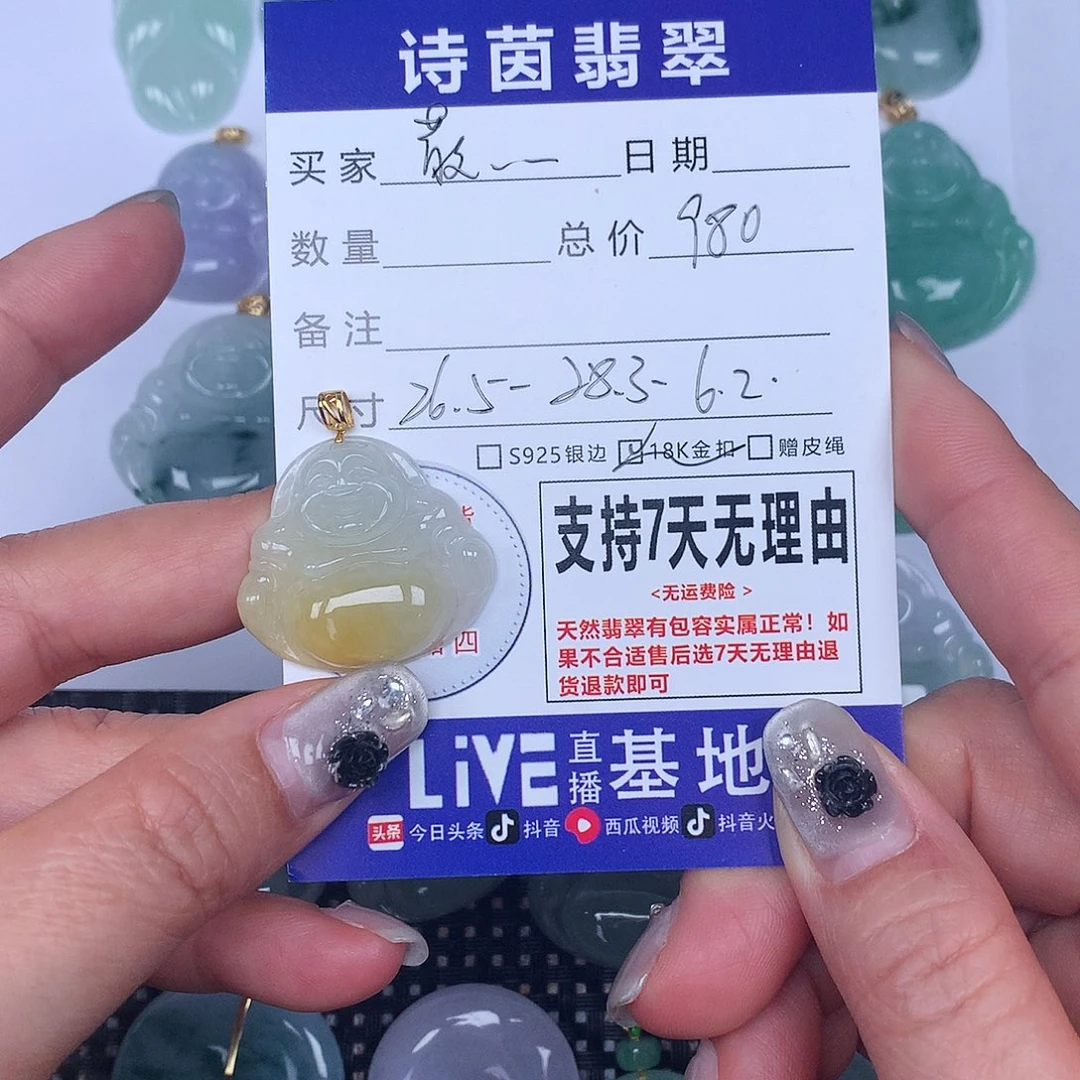 诗茵翡翠
买家 日期
数量 总价 980
备注
尺寸 26.5-28.3-6.2.
S925银边 18K金扣 赠皮绳
支持7天无理由
<无运费险>
天然翡翠有包容实属正常！如
果不合适售后选7天无理由退
货退款即可
四
LiVE 直播 基地
头条 今日头条 抖音 西瓜视频 抖音火